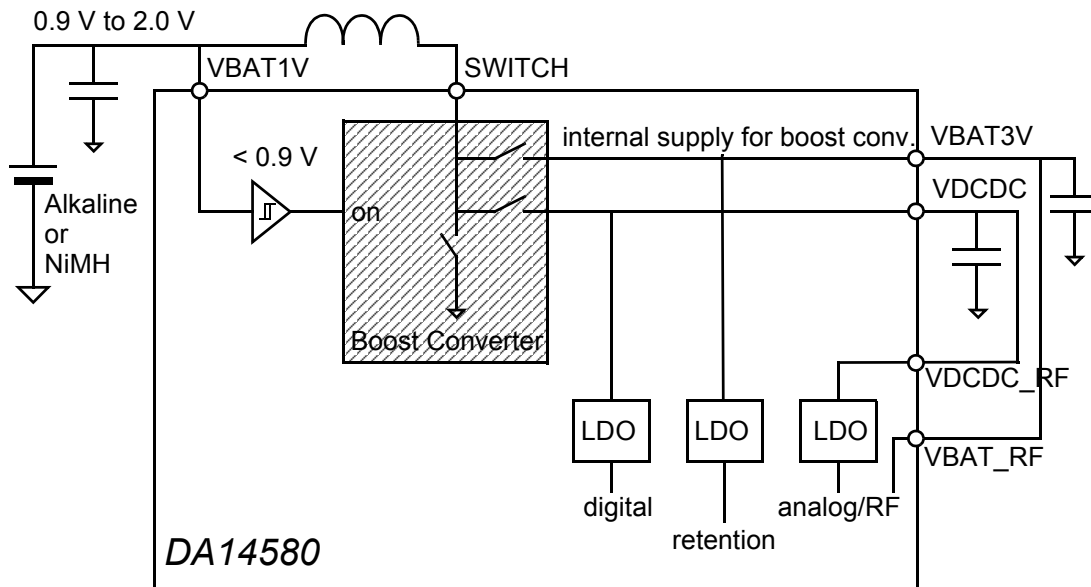 0.9 V to 2.0 V
VBAT1V
SWITCH
internal supply for boost conv.
VBAT3V
< 0.9 V
VDCDC
Alkaline
or
NiMH
on
Boost Converter
VDCDC_RF
LDO
LDO
LDO
VBAT_RF
digital
analog/RF
retention
DA14580